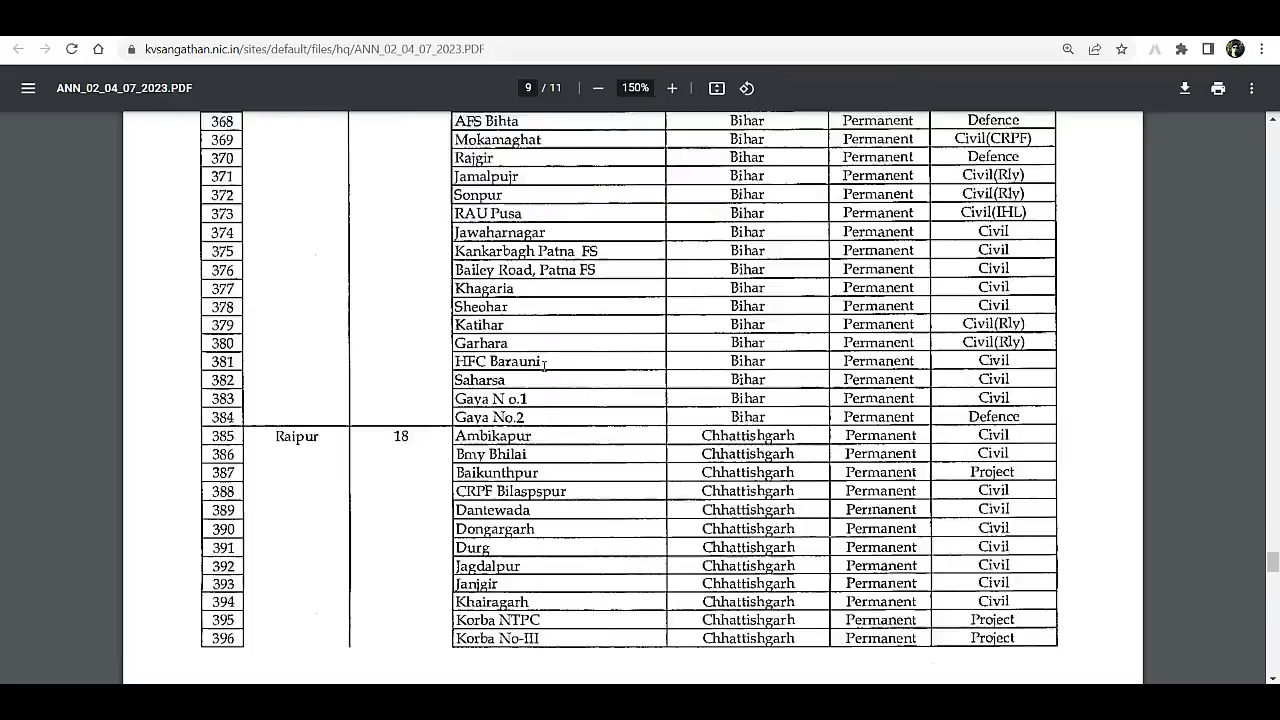 kvsangathan.nic.in/sites/default/files/hq/ANN_02_04_07_2023.PDF
ANN_02_04_07_2023.PDF 9 / 11 150%
368 AFS Bihta Bihar Permanent Defence
369 Mokamaghat Bihar Permanent Civil(CRPF)
370 Rajgir Bihar Permanent Defence
371 Jamalpujr Bihar Permanent Civil(Rly)
372 Sonpur Bihar Permanent Civil(Rly)
373 RAU Pusa Bihar Permanent Civil(IHL)
374 Jawaharnagar Bihar Permanent Civil
375 Kankarbagh Patna FS Bihar Permanent Civil
376 Bailey Road, Patna FS Bihar Permanent Civil
377 Khagaria Bihar Permanent Civil
378 Sheohar Bihar Permanent Civil
379 Katihar Bihar Permanent Civil(Rly)
380 Garhara Bihar Permanent Civil(Rly)
381 HFC Barauni Bihar Permanent Civil
382 Saharsa Bihar Permanent Civil
383 Gaya N o.1 Bihar Permanent Civil
384 Gaya No.2 Bihar Permanent Defence
385 Raipur 18 Ambikapur Chhattishgarh Permanent Civil
386 Bmy Bhilai Chhattishgarh Permanent Civil
387 Baikunthpur Chhattishgarh Permanent Project
388 CRPF Bilaspspur Chhattishgarh Permanent Civil
389 Dantewada Chhattishgarh Permanent Civil
390 Dongargarh Chhattishgarh Permanent Civil
391 Durg Chhattishgarh Permanent Civil
392 Jagdalpur Chhattishgarh Permanent Civil
393 Janjgir Chhattishgarh Permanent Civil
394 Khairagarh Chhattishgarh Permanent Civil
395 Korba NTPC Chhattishgarh Permanent Project
396 Korba No-III Chhattishgarh Permanent Project